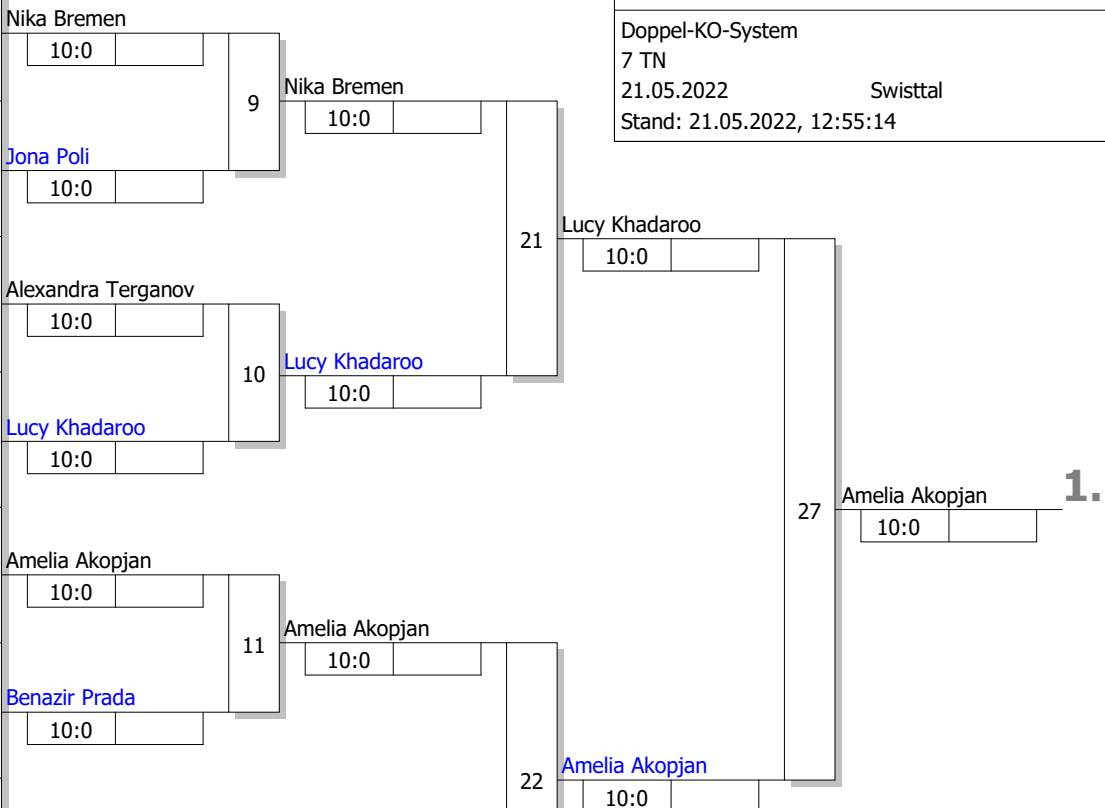 Nika Bremen
10:0
9
Jona Poli
10:0
Nika Bremen
10:0
Doppel-KO-System
7 TN
21.05.2022 Swisttal
Stand: 21.05.2022, 12:55:14
21
Lucy Khadaroo
10:0
Alexandra Terganov
10:0
10
Lucy Khadaroo
10:0
Lucy Khadaroo
10:0
27
Amelia Akopjan
10:0
1.
Amelia Akopjan
10:0
11
Benazir Prada
10:0
Amelia Akopjan
10:0
22
Amelia Akopjan
10:0